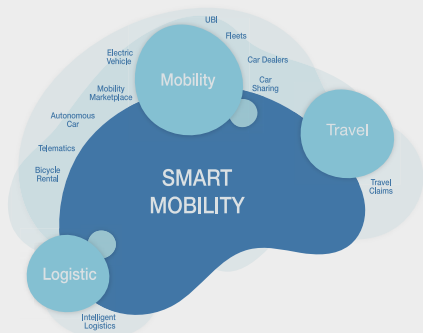 UBI
Fleets
Electric
Vehicle
Mobility
Car Dealers
Car
Sharing
Mobility
Marketplace
Autonomous
Car
Travel
Telematics
Bicycle
Rental
SMART
MOBILITY
Travel
Claims
Logistic
Intelligent
Logistics